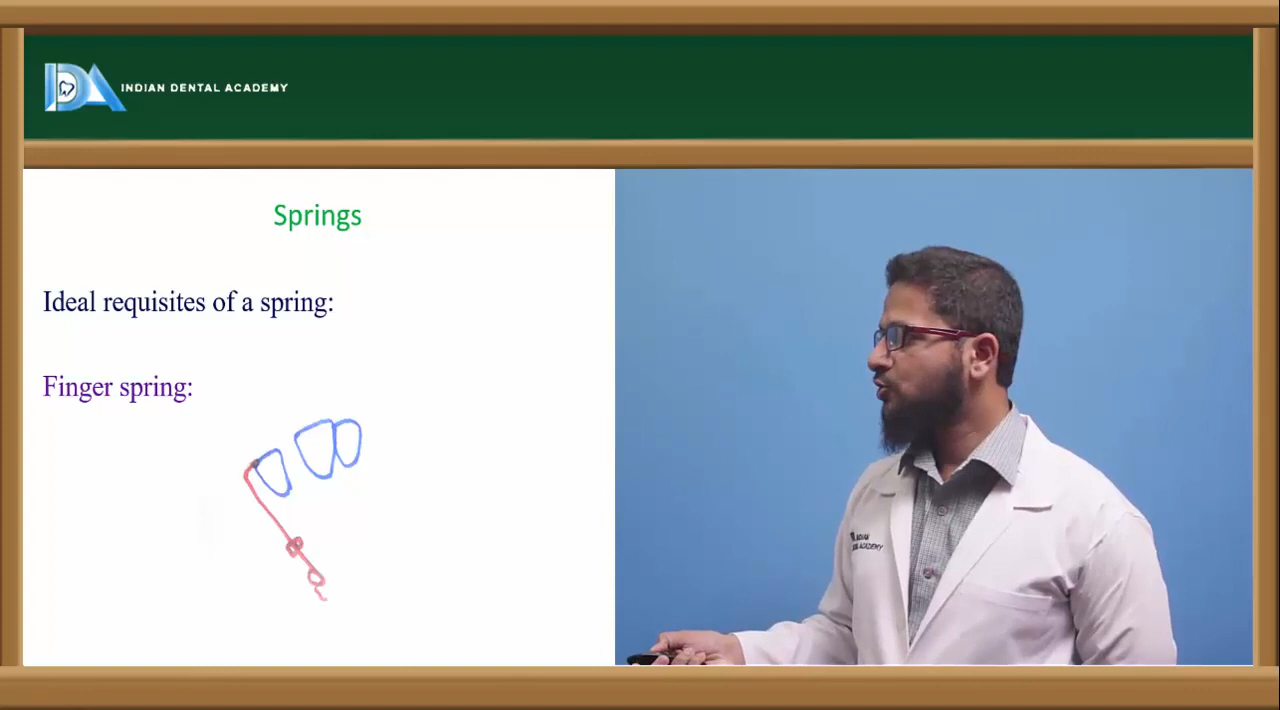 INDIAN DENTAL ACADEMY
Springs
Ideal requisites of a spring:
Finger spring: